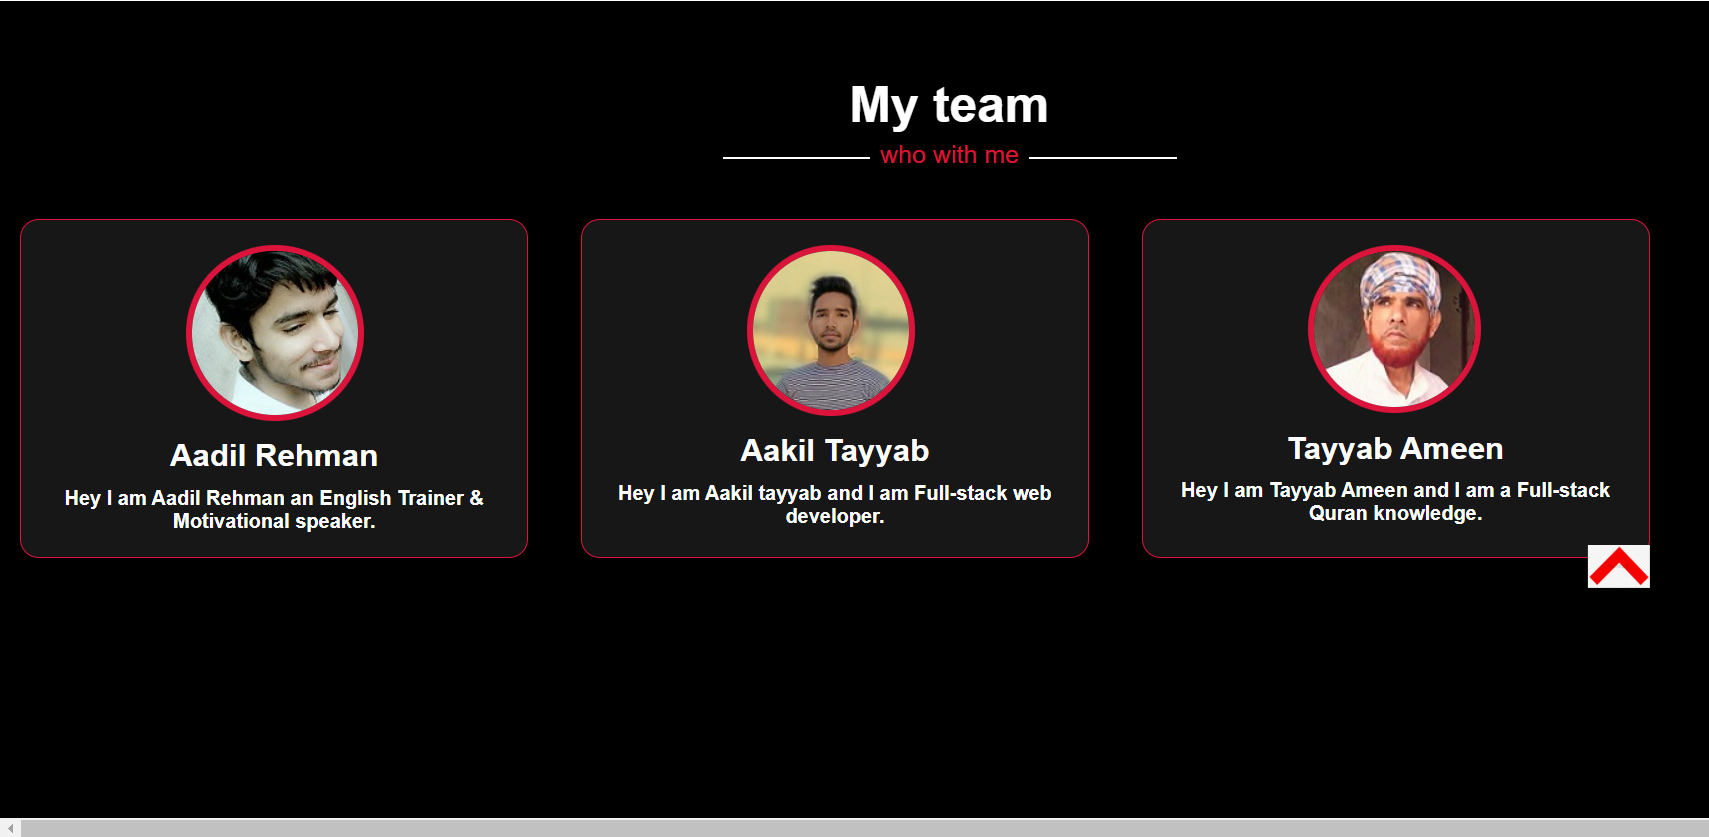 My team
who with me
Aadil Rehman
Hey I am Aadil Rehman an English Trainer &
Motivational speaker.
Aakil Tayyab
Hey I am Aakil tayyab and I am Full-stack web
developer.
Tayyab Ameen
Hey I am Tayyab Ameen and I am a Full-stack
Quran knowledge.